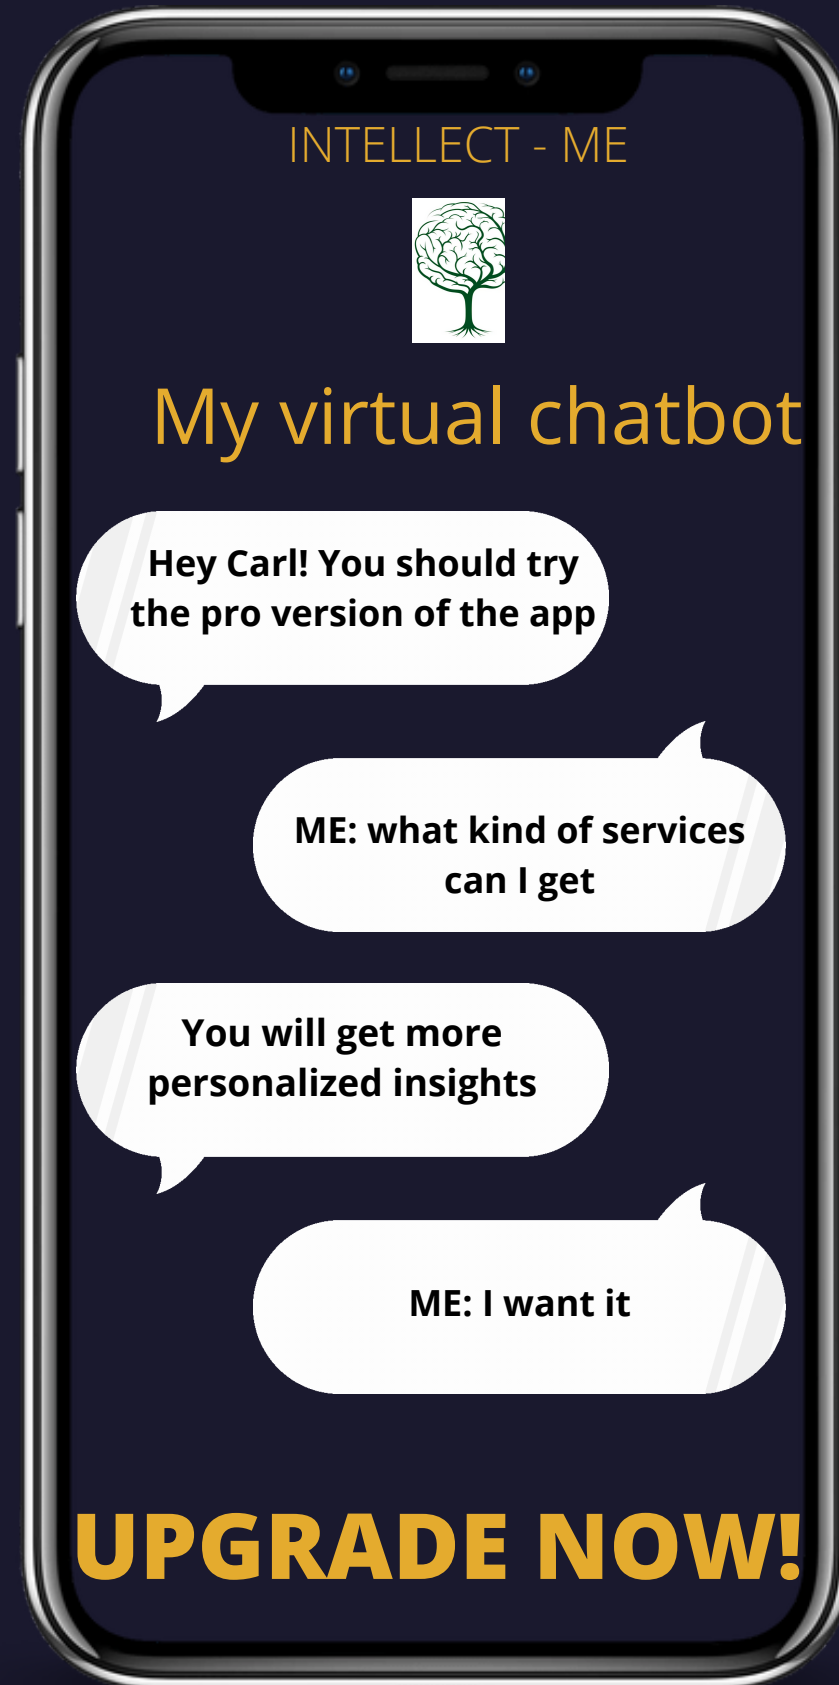 INTELLECT - ME
My virtual chatbot
Hey Carl! You should try
the pro version of the app
ME: what kind of services
can I get
You will get more
personalized insights
ME: I want it
UPGRADE NOW!